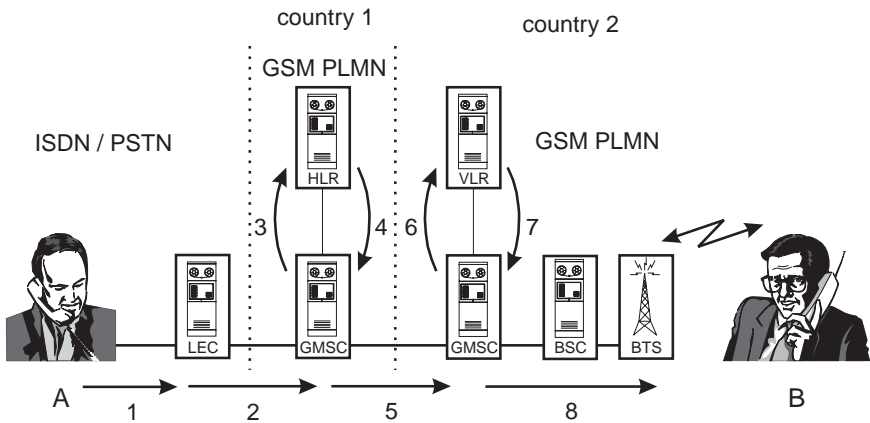 country 1
country 2
GSM PLMN
ISDN / PSTN
GSM PLMN
HLR
VLR
3
4
6
7
LEC
GMSC
GMSC
BSC
BTS
A
B
1
2
5
8